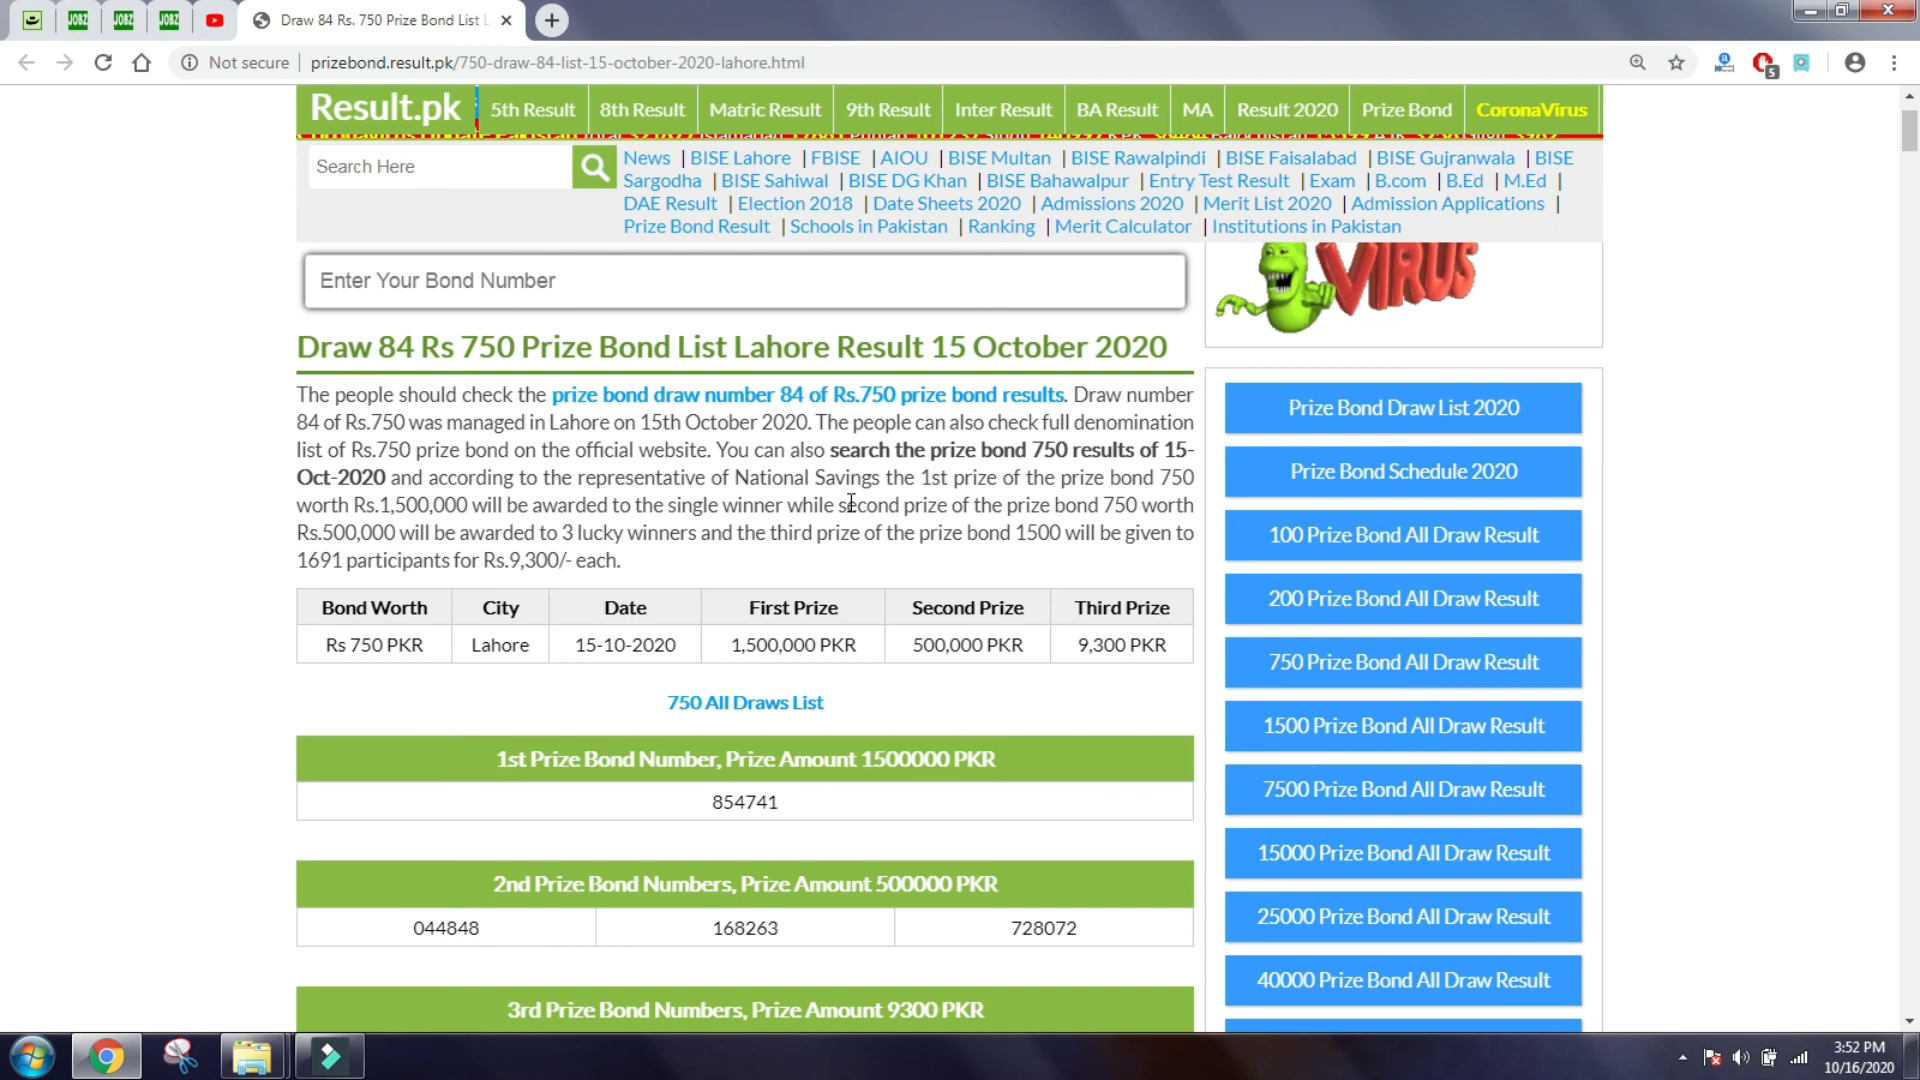 Draw 84 Rs. 750 Prize Bond List L
Not secure | prizebond.result.pk/750-draw-84-list-15-october-2020-lahore.html
Result.pk 5th Result 8th Result Matric Result 9th Result Inter Result BA Result MA Result 2020 Prize Bond CoronaVirus
Search Here
News | BISE Lahore | FBISE | AIOU | BISE Multan | BISE Rawalpindi | BISE Faisalabad | BISE Gujranwala | BISE
Sargodha | BISE Sahiwal | BISE DG Khan | BISE Bahawalpur | Entry Test Result | Exam | B.com | B.Ed | M.Ed |
DAE Result | Election 2018 | Date Sheets 2020 | Admissions 2020 | Merit List 2020 | Admission Applications |
Prize Bond Result | Schools in Pakistan | Ranking | Merit Calculator | Institutions in Pakistan
Enter Your Bond Number
VIRUS
Draw 84 Rs 750 Prize Bond List Lahore Result 15 October 2020
The people should check the prize bond draw number 84 of Rs.750 prize bond results. Draw number
84 of Rs.750 was managed in Lahore on 15th October 2020. The people can also check full denomination
list of Rs.750 prize bond on the official website. You can also search the prize bond 750 results of 15-
Oct-2020 and according to the representative of National Savings the 1st prize of the prize bond 750
worth Rs.1,500,000 will be awarded to the single winner while second prize of the prize bond 750 worth
Rs.500,000 will be awarded to 3 lucky winners and the third prize of the prize bond 1500 will be given to
1691 participants for Rs.9,300/- each.
Bond Worth City Date First Prize Second Prize Third Prize
Rs 750 PKR Lahore 15-10-2020 1,500,000 PKR 500,000 PKR 9,300 PKR
750 All Draws List
1st Prize Bond Number, Prize Amount 1500000 PKR
854741
2nd Prize Bond Numbers, Prize Amount 500000 PKR
044848 168263 728072
3rd Prize Bond Numbers, Prize Amount 9300 PKR
Prize Bond Draw List 2020
Prize Bond Schedule 2020
100 Prize Bond All Draw Result
200 Prize Bond All Draw Result
750 Prize Bond All Draw Result
1500 Prize Bond All Draw Result
7500 Prize Bond All Draw Result
15000 Prize Bond All Draw Result
25000 Prize Bond All Draw Result
40000 Prize Bond All Draw Result
JOBZ JOBZ JOBZ
5
3:52 PM
10/16/2020